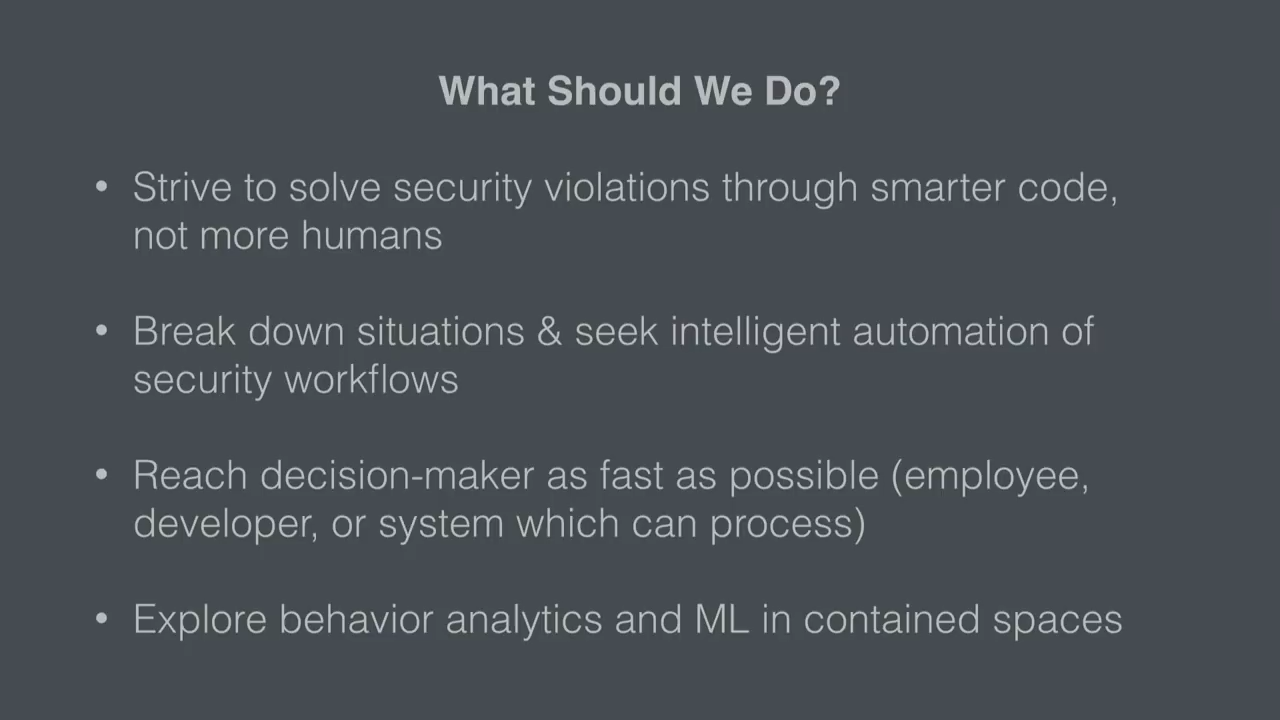 What Should We Do?
• Strive to solve security violations through smarter code,
not more humans
• Break down situations & seek intelligent automation of
security workflows
• Reach decision-maker as fast as possible (employee,
developer, or system which can process)
• Explore behavior analytics and ML in contained spaces